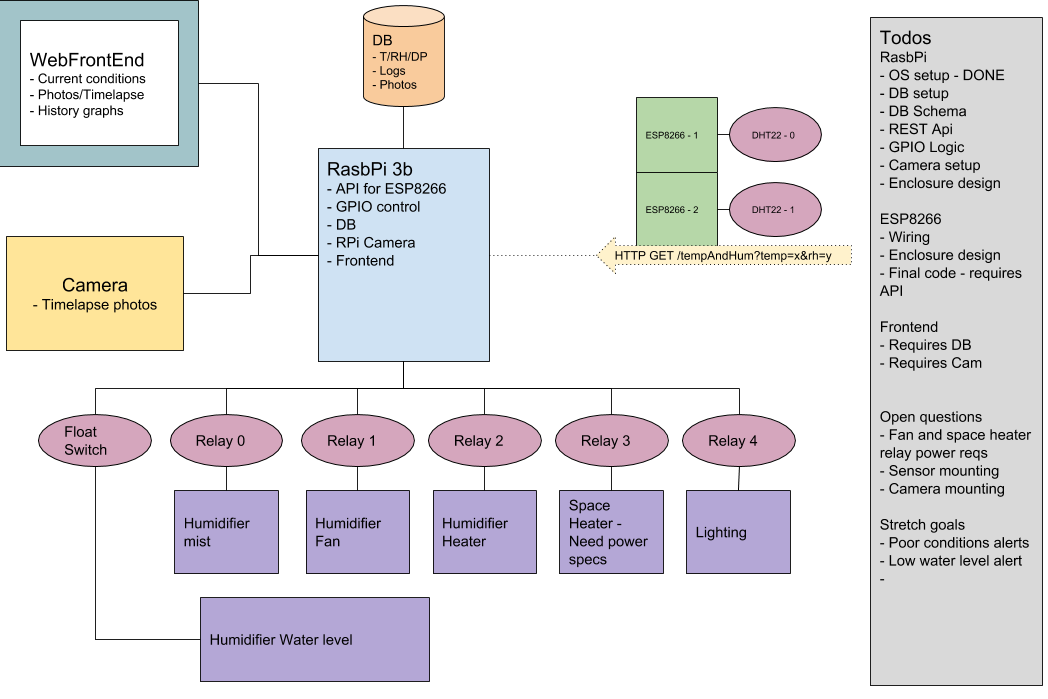 WebFrontEnd
- Current conditions
- Photos/Timelapse
- History graphs
DB
- T/RH/DP
- Logs
- Photos
RasbPi 3b
- API for ESP8266
- GPIO control
- DB
- RPi Camera
- Frontend
Camera
- Timelapse photos
ESP8266 - 1
DHT22 - 0
ESP8266 - 2
DHT22 - 1
HTTP GET /tempAndHum?temp=x&rh=y
Float
Switch
Relay 0
Relay 1
Relay 2
Relay 3
Relay 4
Humidifier
mist
Humidifier
Fan
Humidifier
Heater
Space
Heater -
Need power
specs
Lighting
Humidifier Water level
Todos
RasbPi
- OS setup - DONE
- DB setup
- DB Schema
- REST Api
- GPIO Logic
- Camera setup
- Enclosure design
ESP8266
- Wiring
- Enclosure design
- Final code - requires
API
Frontend
- Requires DB
- Requires Cam
Open questions
- Fan and space heater
relay power reqs
- Sensor mounting
- Camera mounting
Stretch goals
- Poor conditions alerts
- Low water level alert
-